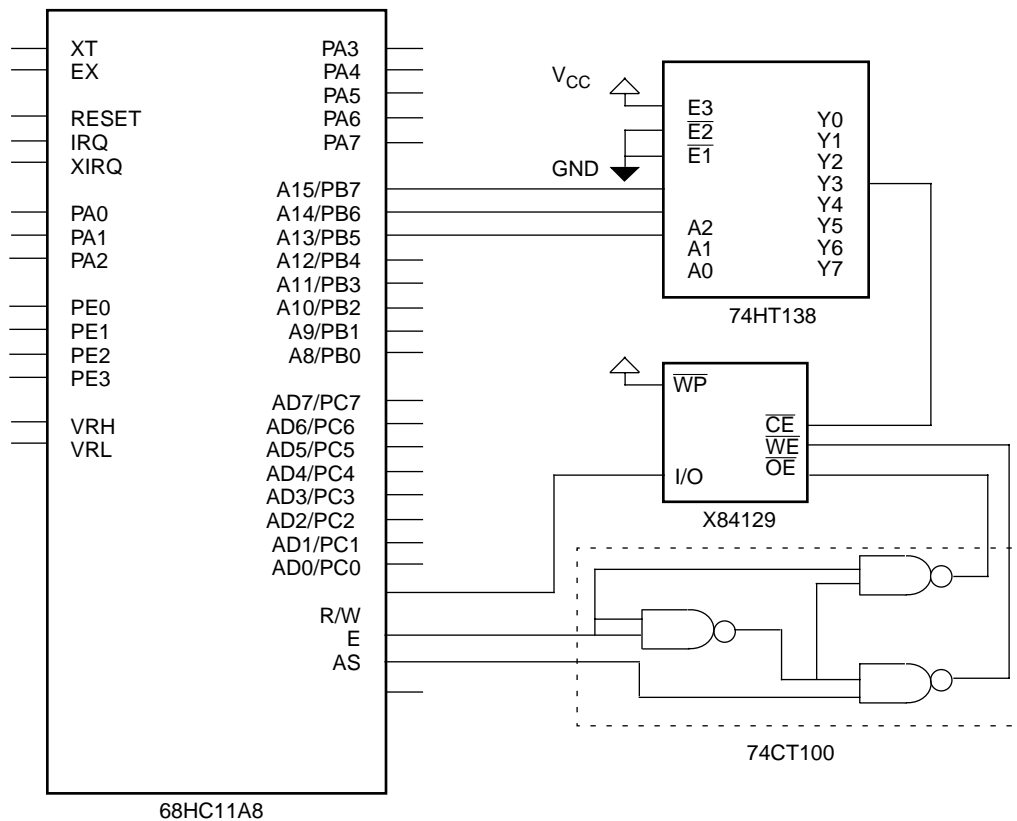 XT
EX
RESET
IRQ
XIRQ
PA0
PA1
PA2
PE0
PE1
PE2
PE3
VRH
VRL
PA3
PA4
PA5
PA6
PA7
A15/PB7
A14/PB6
A13/PB5
A12/PB4
A11/PB3
A10/PB2
A9/PB1
A8/PB0
AD7/PC7
AD6/PC6
AD5/PC5
AD4/PC4
AD3/PC3
AD2/PC2
AD1/PC1
AD0/PC0
R/W
E
AS
68HC11A8
VCC
GND
E3
E2
E1
A2
A1
A0
Y0
Y1
Y2
Y3
Y4
Y5
Y6
Y7
74HT138
WP
I/O
CE
WE
OE
X84129
74CT100